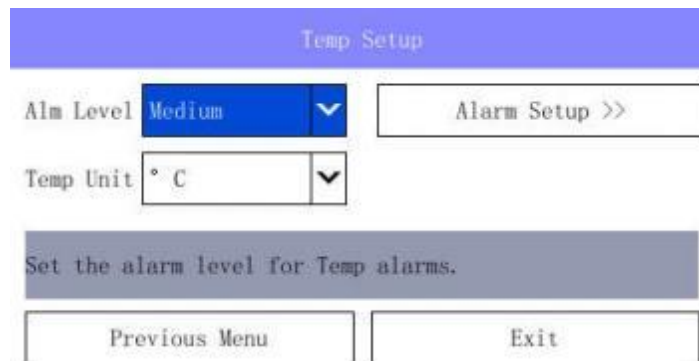 Temp Setup
Alm Level Medium Alarm Setup >>
Temp Unit ° C
Set the alarm level for Temp alarms.
Previous Menu Exit